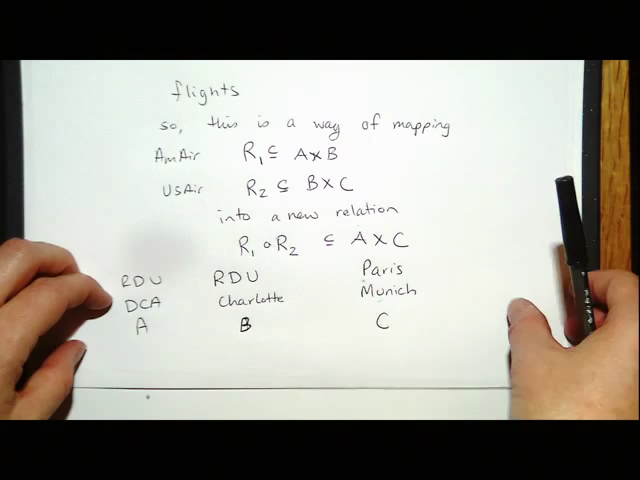 flights
so, this is a way of mapping
AmAir R₁ ⊆ A×B
USAir R₂ ⊆ B×C
into a new relation
R₁ ∘ R₂ ⊆ A×C
RDU RDU Paris
DCA Charlotte Munich
A B C